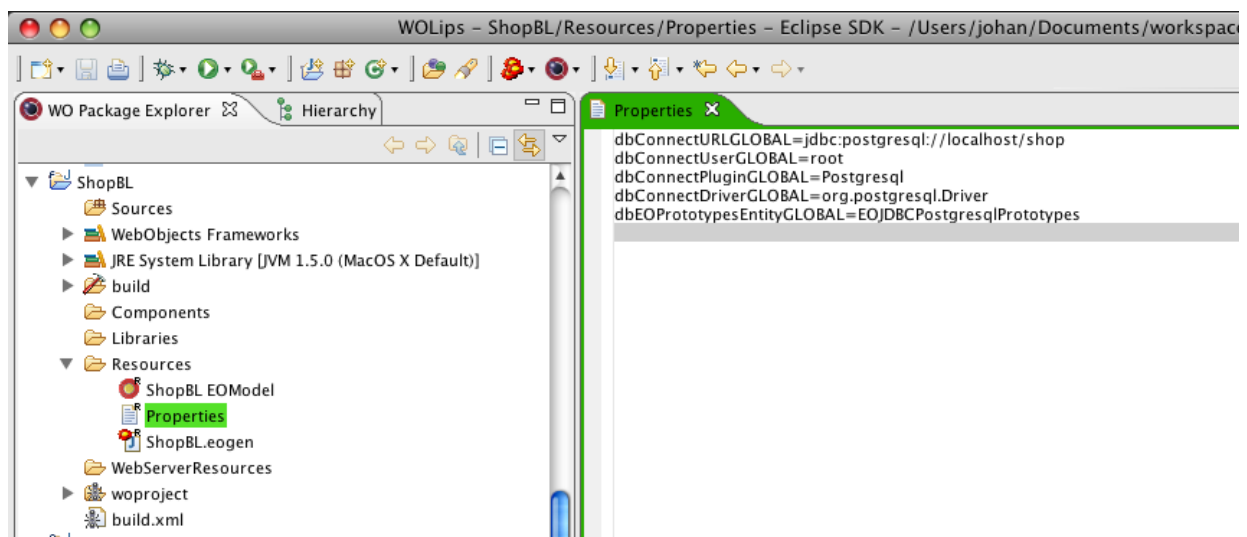 WOLips – ShopBL/Resources/Properties – Eclipse SDK – /Users/johan/Documents/workspac
WO Package Explorer
Hierarchy
Properties
ShopBL
Sources
WebObjects Frameworks
JRE System Library [JVM 1.5.0 (MacOS X Default)]
build
Components
Libraries
Resources
ShopBL EOModel
Properties
ShopBL.eogen
WebServerResources
woproject
build.xml
dbConnectURLGLOBAL=jdbc:postgresql://localhost/shop
dbConnectUserGLOBAL=root
dbConnectPluginGLOBAL=Postgresql
dbConnectDriverGLOBAL=org.postgresql.Driver
dbEOPrototypesEntityGLOBAL=EOJDBCPostgresqlPrototypes